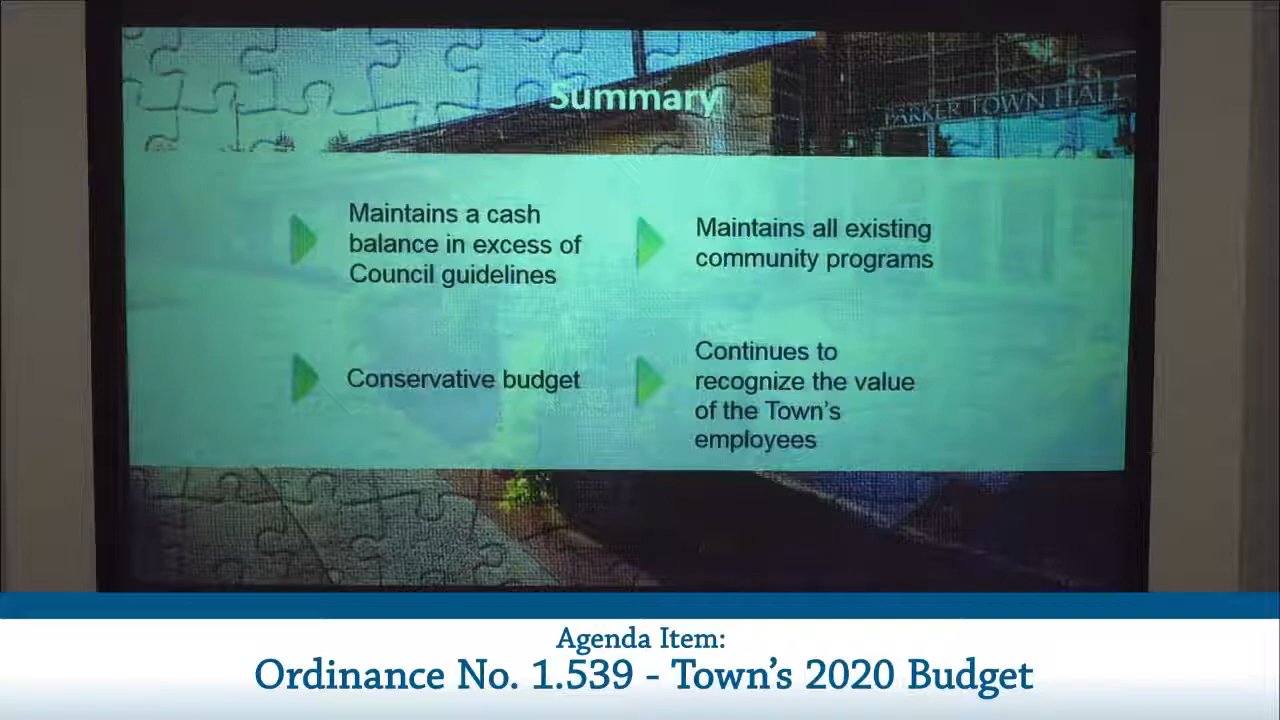 Summary
PARKER TOWN HALL
Maintains a cash
balance in excess of
Council guidelines
Maintains all existing
community programs
Conservative budget
Continues to
recognize the value
of the Town's
employees
Agenda Item:
Ordinance No. 1.539 - Town's 2020 Budget